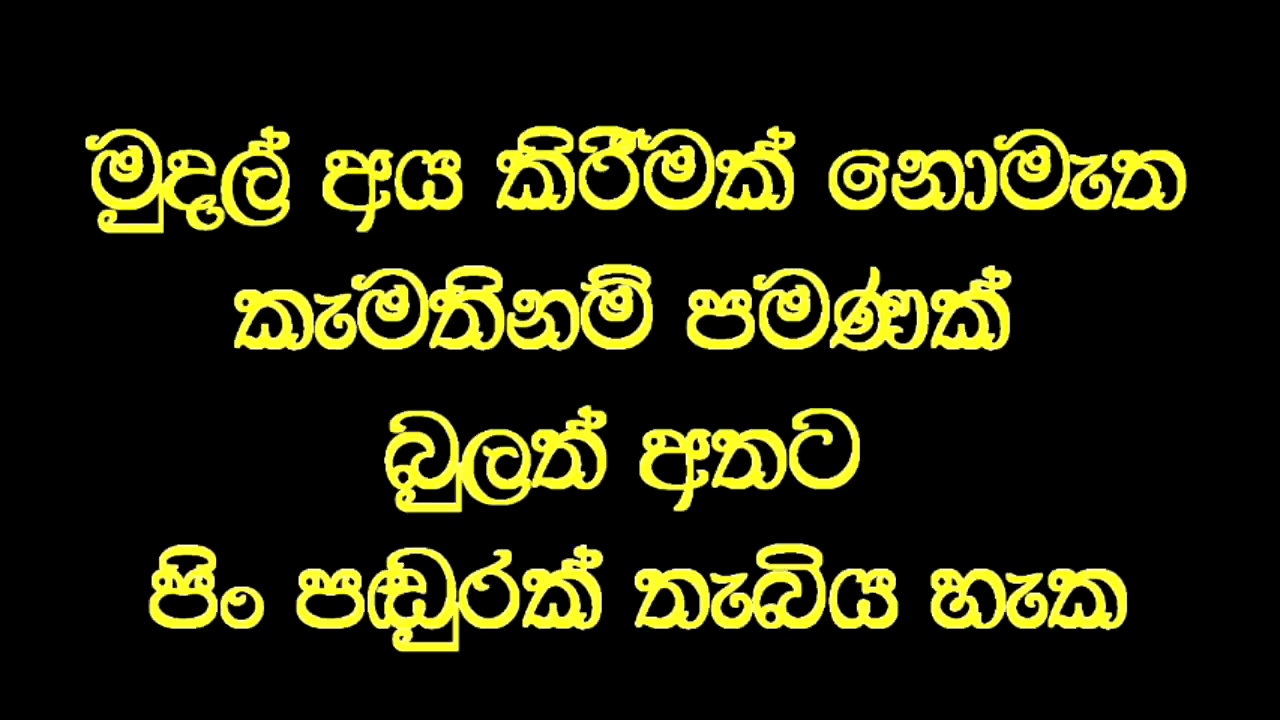 මුදල් අය කිරීමක් නොමැත
කැමතිනම් පමණක්
බුලත් අතට
පිං පඬුරක් තැබිය හැක